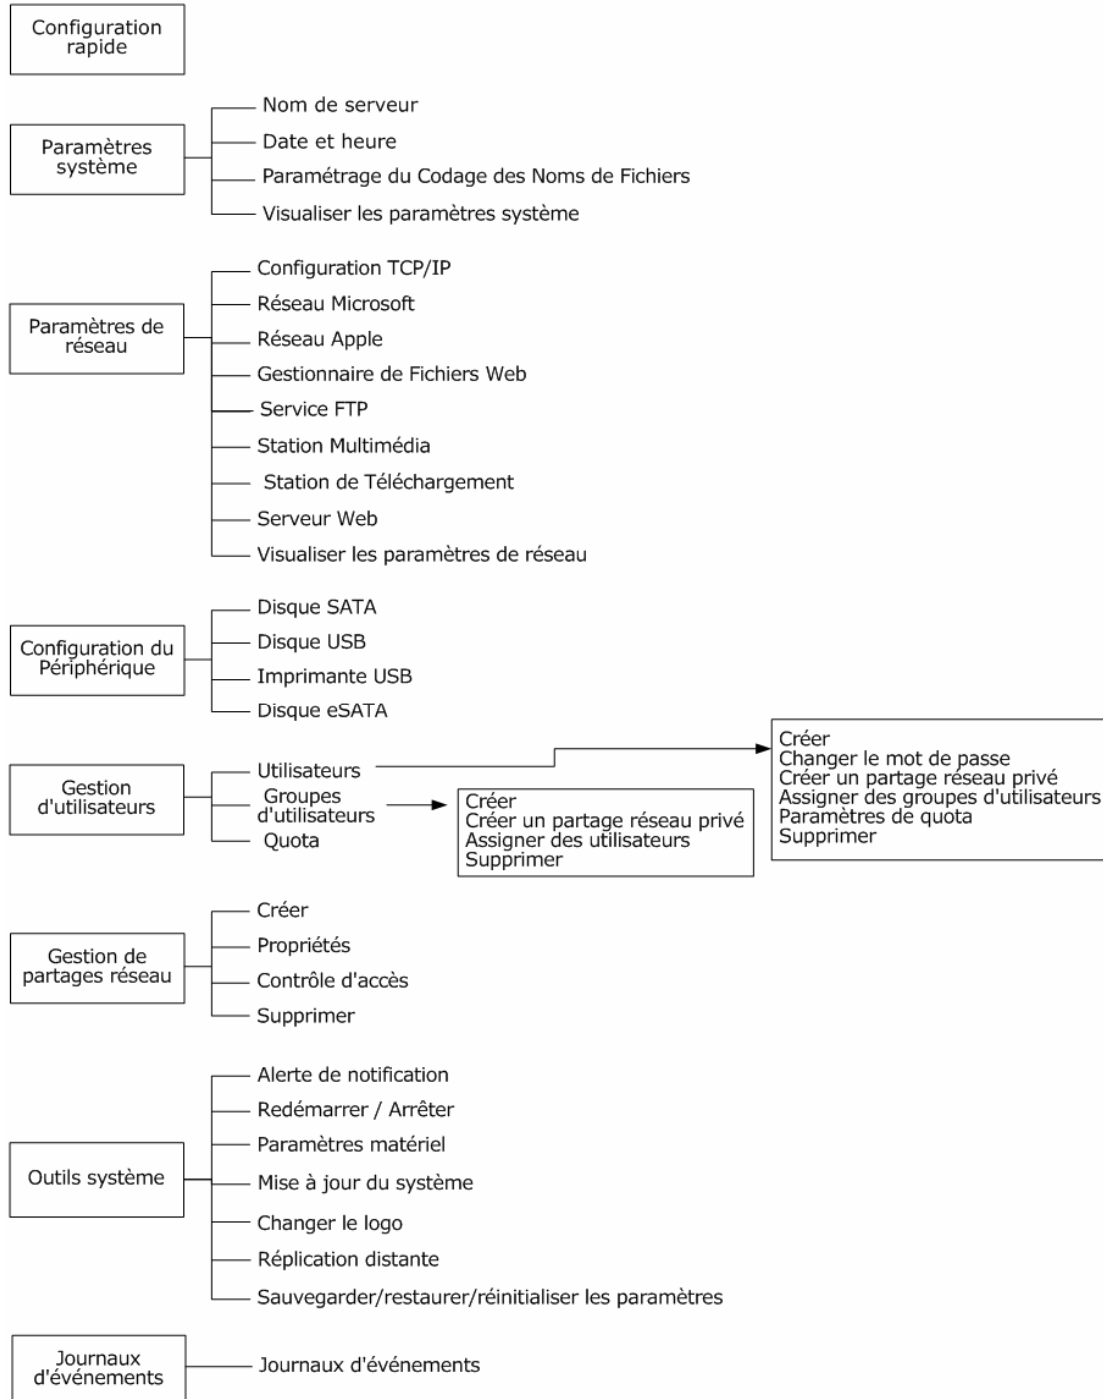 Configuration
rapide
Paramètres
système
Nom de serveur
Date et heure
Paramétrage du Codage des Noms de Fichiers
Visualiser les paramètres système
Paramètres de
réseau
Configuration TCP/IP
Réseau Microsoft
Réseau Apple
Gestionnaire de Fichiers Web
Service FTP
Station Multimédia
Station de Téléchargement
Serveur Web
Visualiser les paramètres de réseau
Configuration du
Périphérique
Disque SATA
Disque USB
Imprimante USB
Disque eSATA
Gestion
d'utilisateurs
Utilisateurs
Groupes
d'utilisateurs
Quota
Créer
Créer un partage réseau privé
Assigner des utilisateurs
Supprimer
Créer
Changer le mot de passe
Créer un partage réseau privé
Assigner des groupes d'utilisateurs
Paramètres de quota
Supprimer
Gestion de
partages réseau
Créer
Propriétés
Contrôle d'accès
Supprimer
Outils système
Alerte de notification
Redémarrer / Arrêter
Paramètres matériel
Mise à jour du système
Changer le logo
Réplication distante
Sauvegarder/restaurer/réinitialiser les paramètres
Journaux
d'événements
Journaux d'événements